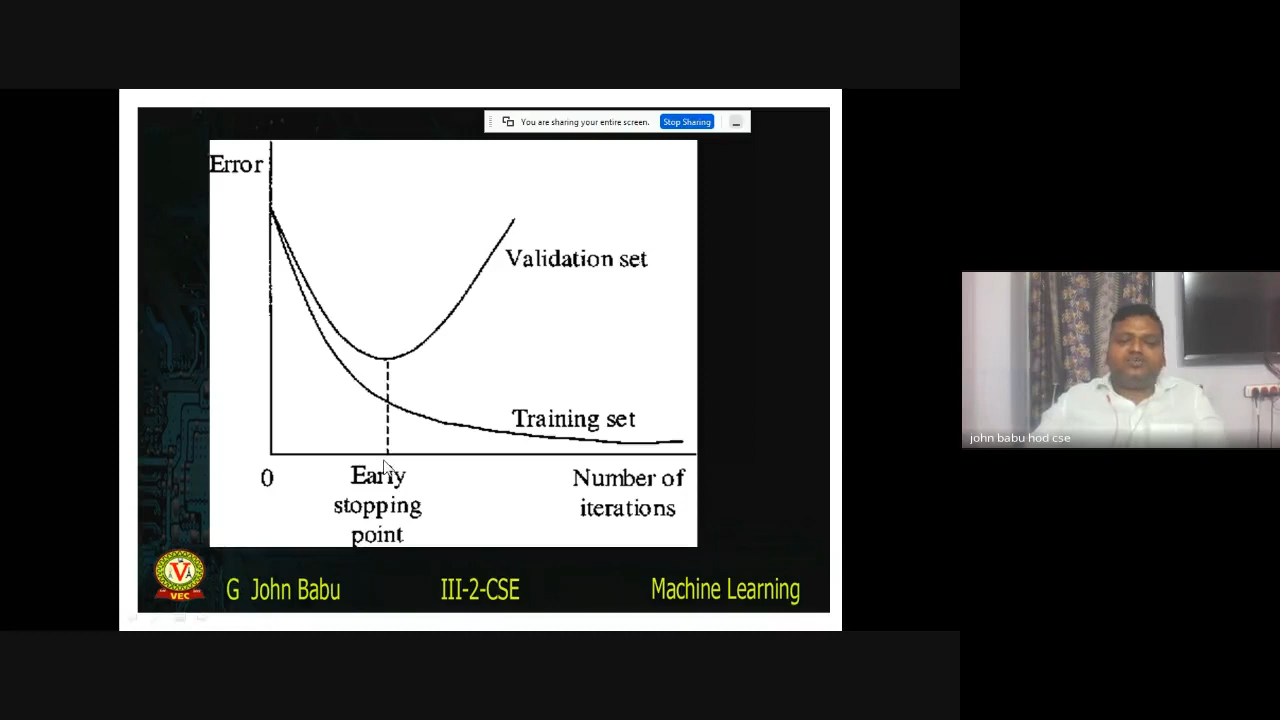 You are sharing your entire screen. Stop Sharing
Error
Validation set
Training set
0
Early
stopping
point
Number of
iterations
V
VEC
G John Babu III-2-CSE Machine Learning
john babu hod cse